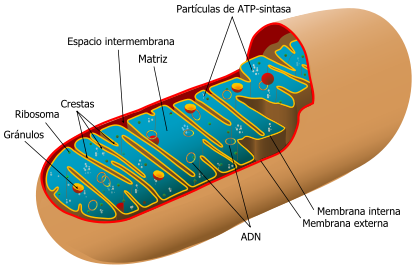 Partículas de ATP-sintasa
Espacio intermembrana
Matriz
Crestas
Ribosoma
Gránulos
Membrana interna
Membrana externa
ADN